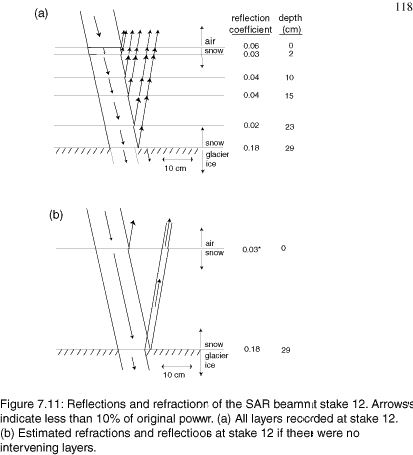 118
(a)
reflection depth
coefficient (cm)
air
snow
0.06 0
0.03 2
0.04 10
0.04 15
0.02 23
snow
glacier
ice
0.18 29
10 cm
(b)
air
snow
0.03* 0
snow
glacier
ice
0.18 29
10 cm
Figure 7.11: Reflections and refractionn of the SAR beamnıt stake 12. Arrowss
indicate less than 10% of original powwr. (a) All layers recorded at stake 12.
(b) Estimated refractions and reflectioos at stake 12 if theer were no
intervening layers.